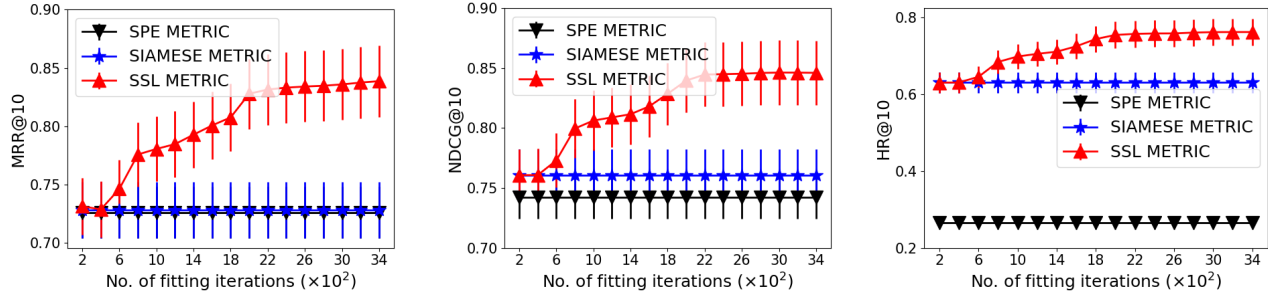 0.90
0.85
0.80
0.75
0.70
MRR@10
SPE METRIC
SIAMESE METRIC
SSL METRIC
2 6 10 14 18 22 26 30 34
No. of fitting iterations (×10²)
0.90
0.85
0.80
0.75
0.70
NDCG@10
SPE METRIC
SIAMESE METRIC
SSL METRIC
2 6 10 14 18 22 26 30 34
No. of fitting iterations (×10²)
0.8
0.6
0.4
0.2
HR@10
SPE METRIC
SIAMESE METRIC
SSL METRIC
2 6 10 14 18 22 26 30 34
No. of fitting iterations (×10²)